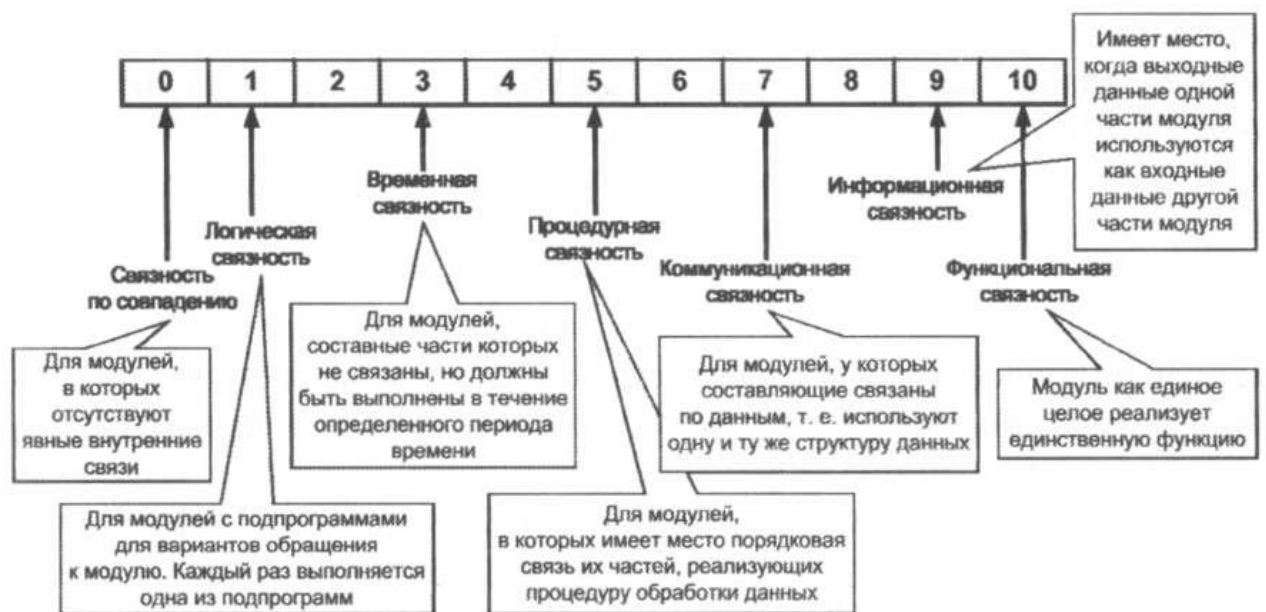 0 1 2 3 4 5 6 7 8 9 10
Имеет место,
когда выходные
данные одной
части модуля
используются
как входные
данные другой
части модуля
Связность
по совпадению
Логическая
связность
Временная
связность
Процедурная
связность
Коммуникационная
связность
Информационная
связность
Функциональная
связность
Для модулей,
в которых
отсутствуют
явные внутренние
связи
Для модулей с подпрограммами
для вариантов обращения
к модулю. Каждый раз выполняется
одна из подпрограмм
Для модулей,
составные части которых
не связаны, но должны
быть выполнены в течение
определенного периода
времени
Для модулей,
в которых имеет место порядковая
связь их частей, реализующих
процедуру обработки данных
Для модулей, у которых
составляющие связаны
по данным, т. е. используют
одну и ту же структуру данных
Модуль как единое
целое реализует
единственную функцию